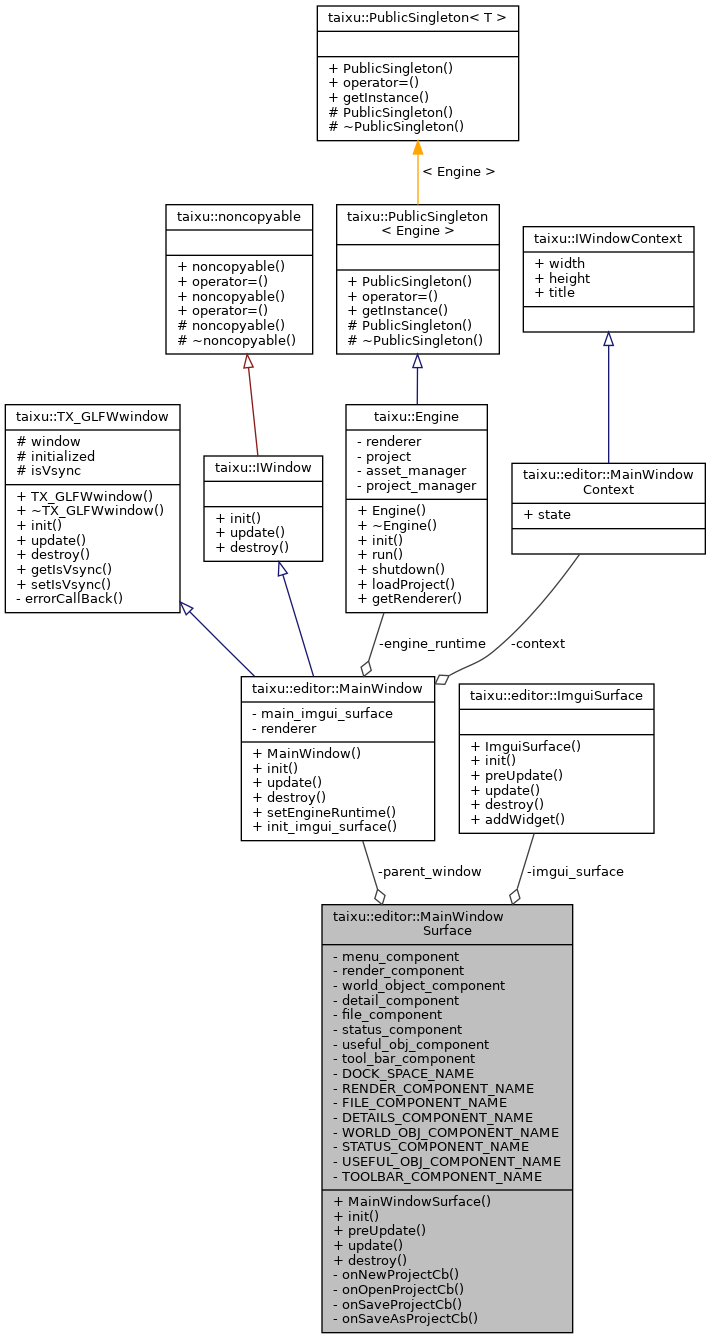 taixu::PublicSingleton< T >
+ PublicSingleton()
+ operator=()
+ getInstance()
# PublicSingleton()
# ~PublicSingleton()
< Engine >
taixu::noncopyable
+ noncopyable()
+ operator=()
+ noncopyable()
+ operator=()
# noncopyable()
# ~noncopyable()
taixu::PublicSingleton
< Engine >
+ PublicSingleton()
+ operator=()
+ getInstance()
# PublicSingleton()
# ~PublicSingleton()
taixu::IWindowContext
+ width
+ height
+ title
taixu::TX_GLFWwindow
# window
# initialized
# isVsync
+ TX_GLFWwindow()
+ ~TX_GLFWwindow()
+ init()
+ update()
+ destroy()
+ getIsVsync()
+ setIsVsync()
- errorCallBack()
taixu::IWindow
+ init()
+ update()
+ destroy()
taixu::Engine
- renderer
- project
- asset_manager
- project_manager
+ Engine()
+ ~Engine()
+ init()
+ run()
+ shutdown()
+ loadProject()
+ getRenderer()
taixu::editor::MainWindow
Context
+ state
-engine_runtime
-context
taixu::editor::MainWindow
- main_imgui_surface
- renderer
+ MainWindow()
+ init()
+ update()
+ destroy()
+ setEngineRuntime()
+ init_imgui_surface()
taixu::editor::ImguiSurface
+ ImguiSurface()
+ init()
+ preUpdate()
+ update()
+ destroy()
+ addWidget()
-parent_window
-imgui_surface
taixu::editor::MainWindow
Surface
- menu_component
- render_component
- world_object_component
- detail_component
- file_component
- status_component
- useful_obj_component
- tool_bar_component
- DOCK_SPACE_NAME
- RENDER_COMPONENT_NAME
- FILE_COMPONENT_NAME
- DETAILS_COMPONENT_NAME
- WORLD_OBJ_COMPONENT_NAME
- STATUS_COMPONENT_NAME
- USEFUL_OBJ_COMPONENT_NAME
- TOOLBAR_COMPONENT_NAME
+ MainWindowSurface()
+ init()
+ preUpdate()
+ update()
+ destroy()
- onNewProjectCb()
- onOpenProjectCb()
- onSaveProjectCb()
- onSaveAsProjectCb()